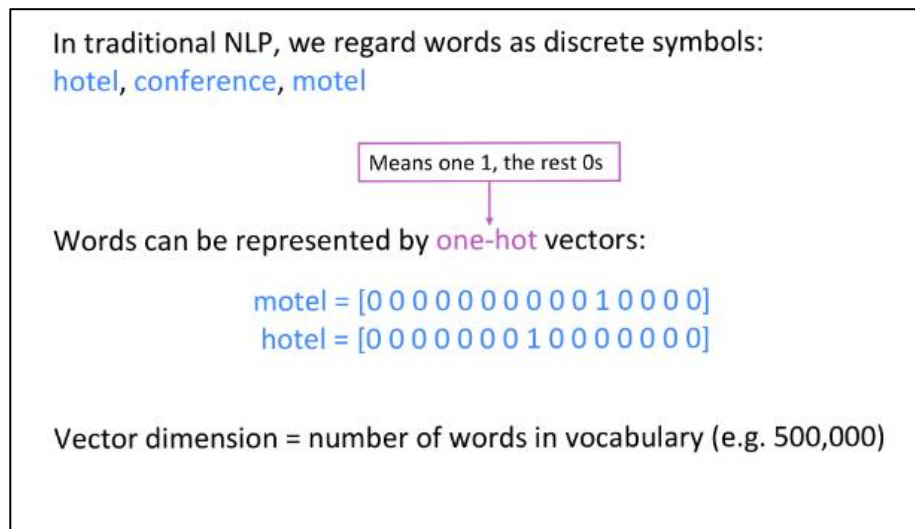 In traditional NLP, we regard words as discrete symbols:
hotel, conference, motel
Means one 1, the rest 0s
Words can be represented by one-hot vectors:
motel = [0 0 0 0 0 0 0 0 0 0 1 0 0 0 0]
hotel = [0 0 0 0 0 0 0 1 0 0 0 0 0 0 0]
Vector dimension = number of words in vocabulary (e.g. 500,000)